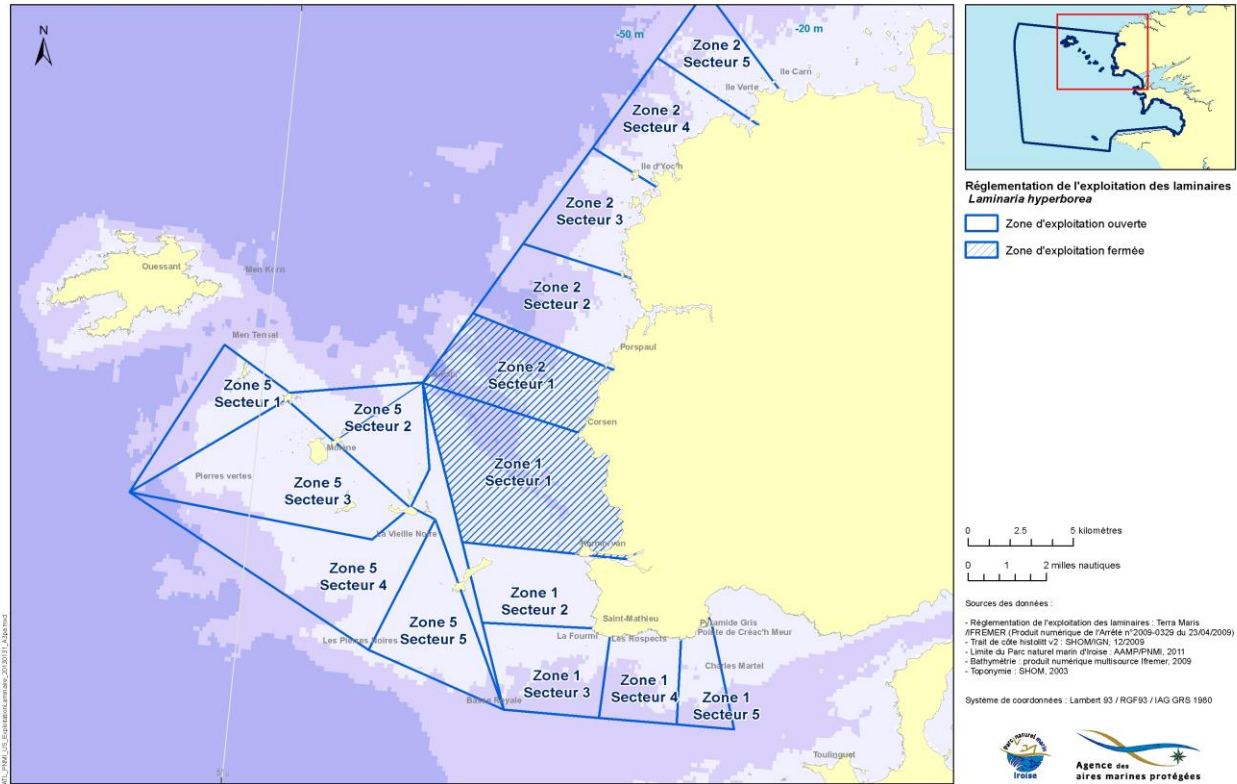 N
-50 m
-20 m
Zone 2
Secteur 5
Ile Carn
Ile Verte
Zone 2
Secteur 4
Ile d'Yoc'h
Zone 2
Secteur 3
Ouessant
Men Korn
Zone 2
Secteur 2
Men Tensel
Porspaul
Zone 2
Secteur 1
Zone 5
Secteur 1
Zone 5
Secteur 2
Corsen
Molène
Zone 1
Secteur 1
Pierres vertes
Zone 5
Secteur 3
La Vieille Noire
Zone 5
Secteur 4
Zone 1
Secteur 2
Saint-Mathieu
Zone 5
Secteur 5
Les Pierres Noires
La Fourmi
Les Rospects
Pyramide Gris
Pointe de Créac'h Meur
Charles Martel
Zone 1
Secteur 3
Zone 1
Secteur 4
Zone 1
Secteur 5
Basse Royale
Toulinguet
Réglementation de l'exploitation des laminaires
Laminaria hyperborea
Zone d'exploitation ouverte
Zone d'exploitation fermée
0 2.5 5 kilomètres
0 1 2 milles nautiques
Sources des données :
- Réglementation de l'exploitation des laminaires : Terra Maris
/IFREMER (Produit numérique de l'Arrêté n°2009-0329 du 23/04/2009)
- Trait de côte histolitt v2 : SHOM/IGN, 12/2009
- Limite du Parc naturel marin d'Iroise : AAMP/PNMI, 2011
- Bathymétrie : produit numérique multisource Ifremer, 2009
- Toponymie : SHOM, 2003
Système de coordonnées : Lambert 93 / RGF93 / IAG GRS 1980
Parc naturel marin
Iroise
Agence des
aires marines protégées